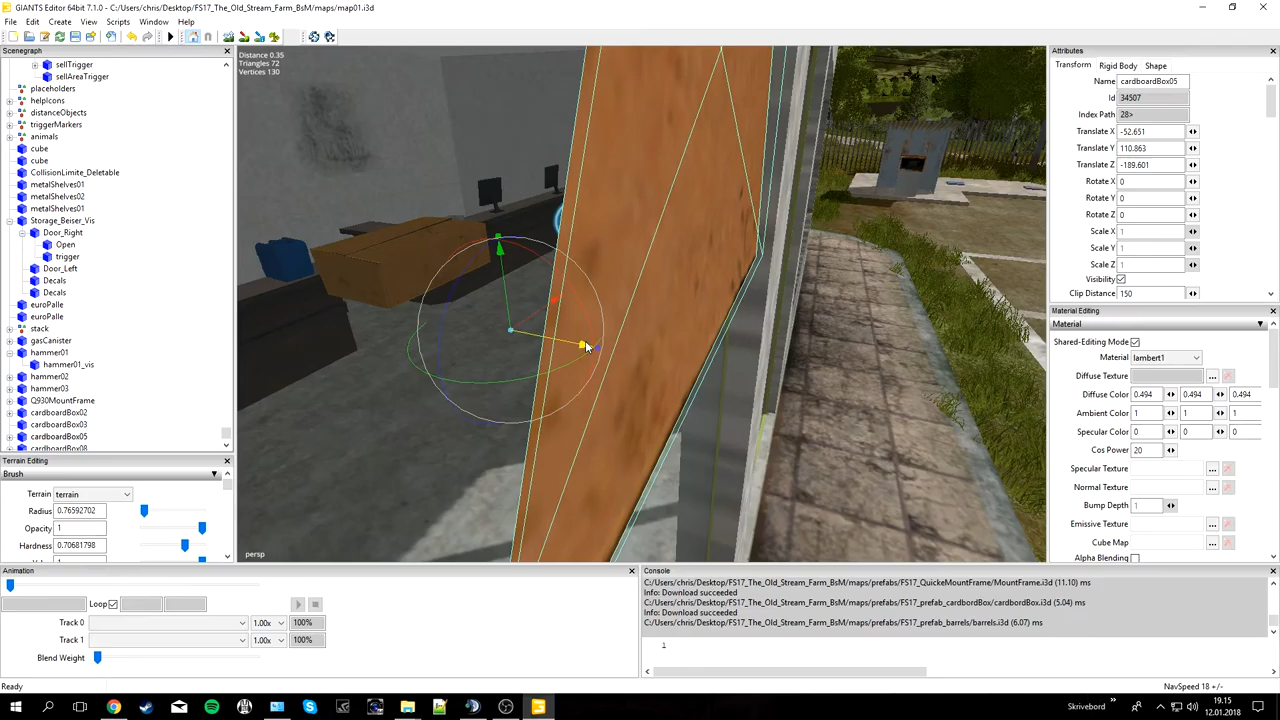 GIANTS Editor 64bit 7.1.0 - C:/Users/chris/Desktop/FS17_The_Old_Stream_Farm_BsM/maps/map01.i3d
File Edit Create View Scripts Window Help
Scenegraph
sellTrigger
sellAreaTrigger
placeholders
helpIcons
distanceObjects
triggerMarkers
animals
cube
cube
CollisionLimite_Deletable
metalShelves01
metalShelves02
metalShelves01
Storage_Beiser_Vis
Door_Right
Open
trigger
Door_Left
Decals
Decals
euroPalle
euroPalle
stack
gasCanister
hammer01
hammer01_vis
hammer02
hammer03
Q930MountFrame
cardboardBox02
cardboardBox03
cardboardBox05
cardboardBox08
Terrain Editing
Brush
Terrain terrain
Radius 0.76592702
Opacity 1
Hardness 0.70681798
Distance 0.35
Triangles 72
Vertices 130
persp
Attributes
Transform Rigid Body Shape
Name cardboardBox05
Id 34507
Index Path 28>
Translate X -52.651
Translate Y 110.863
Translate Z -189.601
Rotate X 0
Rotate Y 0
Rotate Z 0
Scale X 1
Scale Y 1
Scale Z 1
Visibility
Clip Distance 150
Material Editing
Material
Shared-Editing Mode
Material lambert1
Diffuse Texture ...
Diffuse Color 0.494 0.494 0.494
Ambient Color 1 1 1
Specular Color 0 0 0
Cos Power 20
Specular Texture ...
Normal Texture ...
Bump Depth 1
Emissive Texture ...
Cube Map ...
Alpha Blending
Animation
Loop
Track 0 1.00x 100%
Track 1 1.00x 100%
Blend Weight
Console
C:/Users/chris/Desktop/FS17_The_Old_Stream_Farm_BsM/maps/prefabs/FS17_QuickeMountFrame/MountFrame.i3d (11.10) ms
Info: Download succeeded
C:/Users/chris/Desktop/FS17_The_Old_Stream_Farm_BsM/maps/prefabs/FS17_prefab_cardbordBox/cardbordBox.i3d (5.04) ms
Info: Download succeeded
C:/Users/chris/Desktop/FS17_The_Old_Stream_Farm_BsM/maps/prefabs/FS17_prefab_barrels/barrels.i3d (6.07) ms
1
Ready
NavSpeed 18 +/-
Skrivebord
19.15
12.01.2018